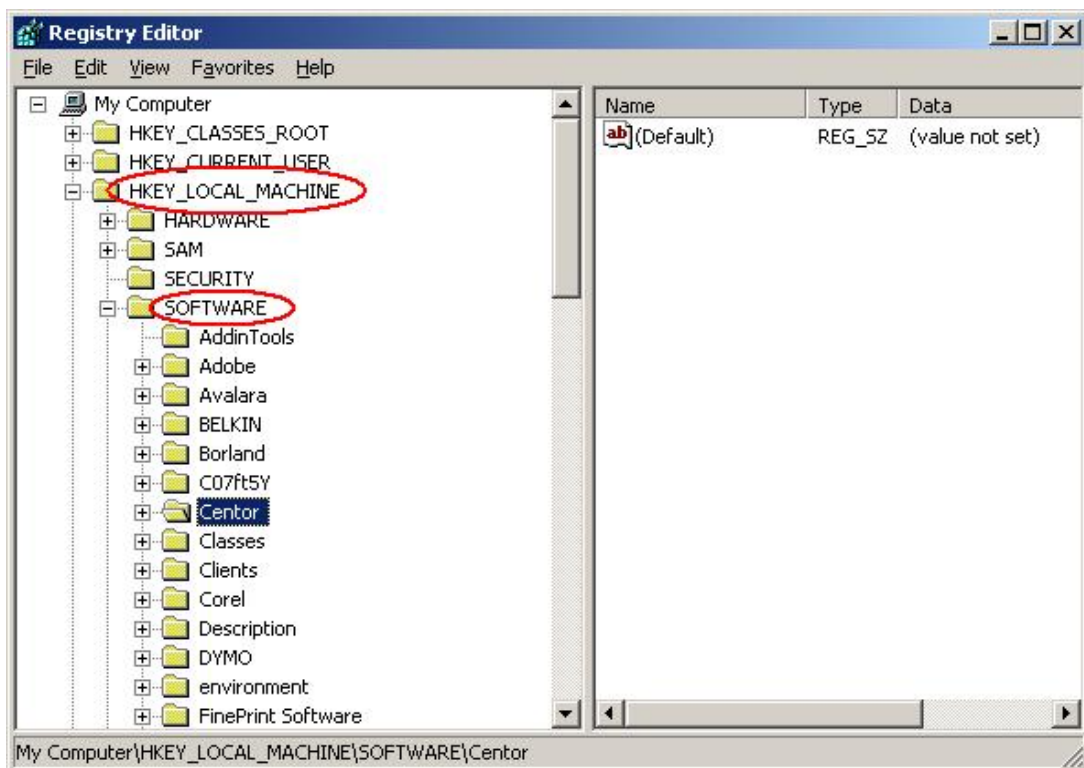 Registry Editor
File Edit View Favorites Help
My Computer
HKEY_CLASSES_ROOT
HKEY_CURRENT_USER
HKEY_LOCAL_MACHINE
HARDWARE
SAM
SECURITY
SOFTWARE
AddinTools
Adobe
Avalara
BELKIN
Borland
C07ft5Y
Centor
Classes
Clients
Corel
Description
DYMO
environment
FinePrint Software
Name Type Data
ab (Default) REG_SZ (value not set)
My Computer\HKEY_LOCAL_MACHINE\SOFTWARE\Centor